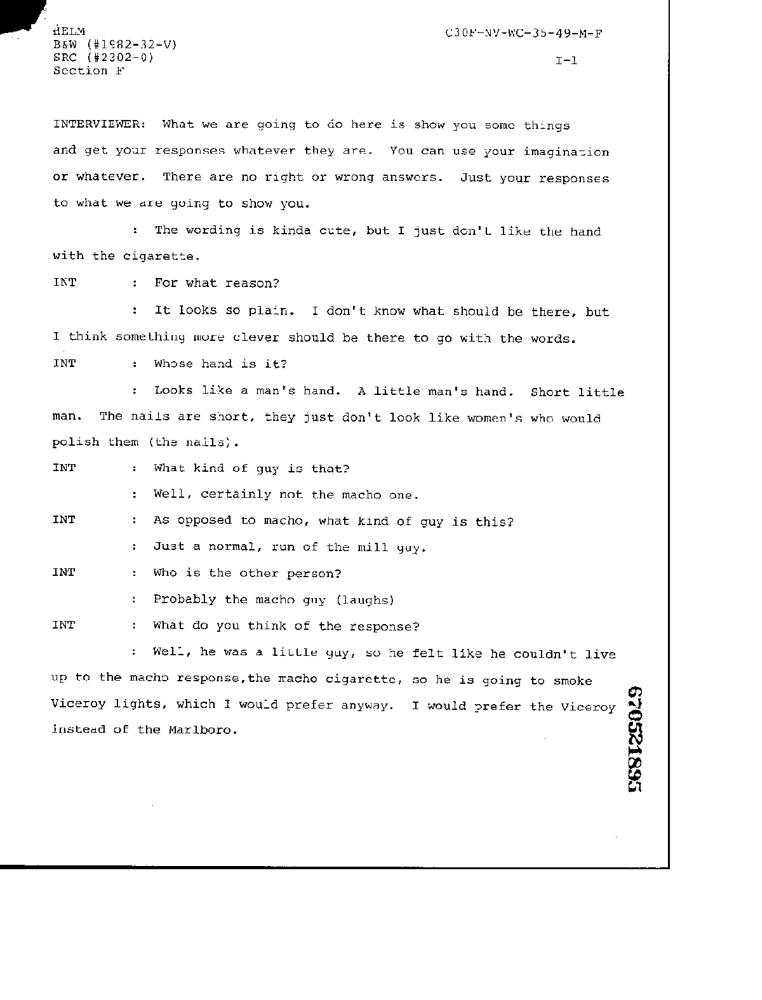 dELM
B&W (#1982-32-V)
SRC (#2302-0)
Section F
C30F-NV-WC-35-49-M-F
I-1
INTERVIEWER: What we are going to do here is show you some things
and get your responses whatever they are. You can use your imagination
or whatever. There are no right or wrong answers. Just your responses
to what we are going to show you.
: The wording is kinda cute, but I just don't like the hand
with the cigarette.
INT : For what reason?
: It looks so plain. I don't know what should be there, but
I think something more clever should be there to go with the words.
INT : Whose hand is it?
: Looks like a man's hand. A little man's hand. Short little
man. The nails are short, they just don't look like women's who would
polish them (the nails).
INT : What kind of guy is that?
: Well, certainly not the macho one.
INT : As opposed to macho, what kind of guy is this?
: Just a normal, run of the mill guy.
INT : Who is the other person?
: Probably the macho guy (laughs)
INT : What do you think of the response?
: Well, he was a little guy, so he felt like he couldn't live
up to the macho response,the macho cigarette, so he is going to smoke
Viceroy lights, which I would prefer anyway. I would prefer the Viceroy
instead of the Marlboro.
670521895